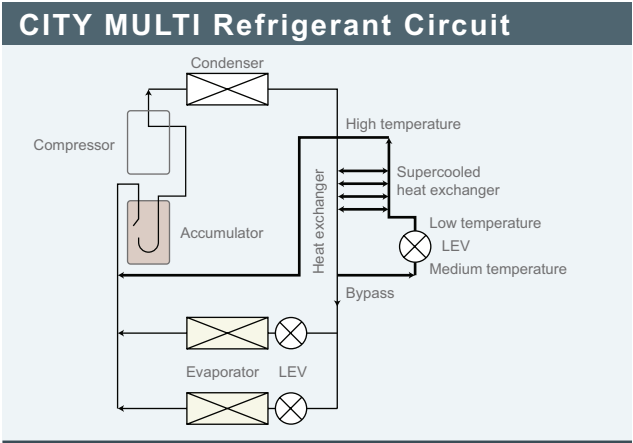 CITY MULTI Refrigerant Circuit
Condenser
High temperature
Compressor
Supercooled
heat exchanger
Heat exchanger
Accumulator
Low temperature
LEV
Medium temperature
Bypass
Evaporator
LEV